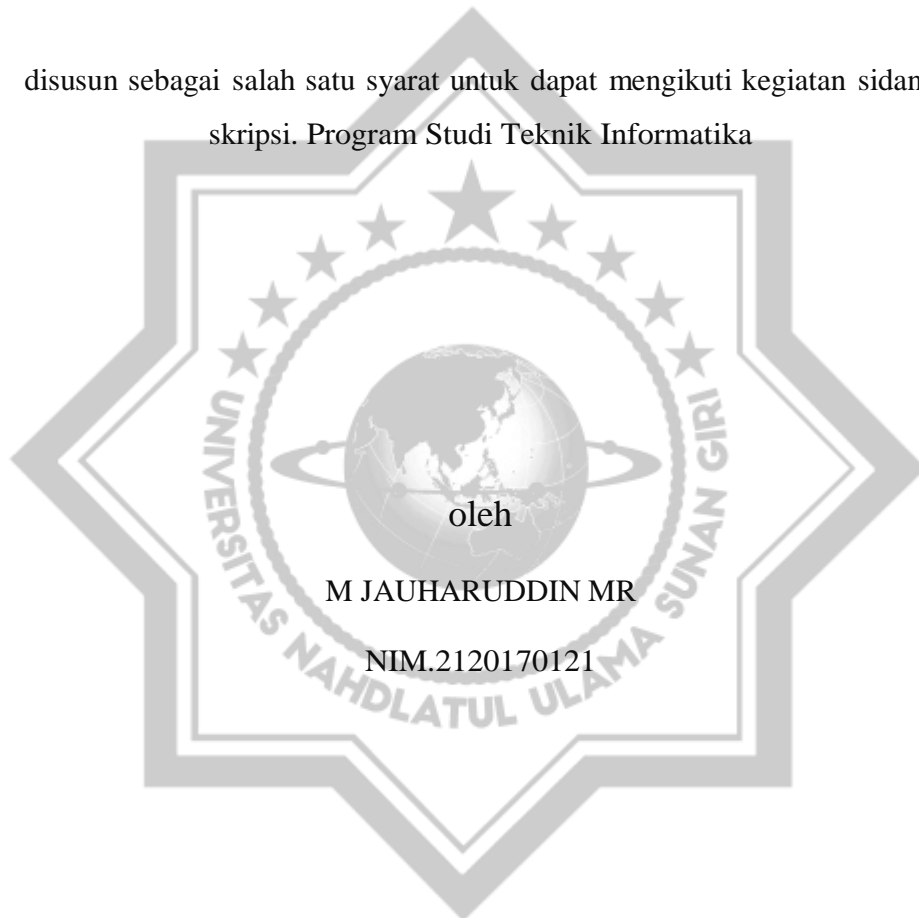 disusun sebagai salah satu syarat untuk dapat mengikuti kegiatan sidan
skripsi. Program Studi Teknik Informatika
oleh
M JAUHARUDDIN MR
NIM.2120170121
UNIVERSITAS NAHDLATUL ULAMA SUNAN GIRI